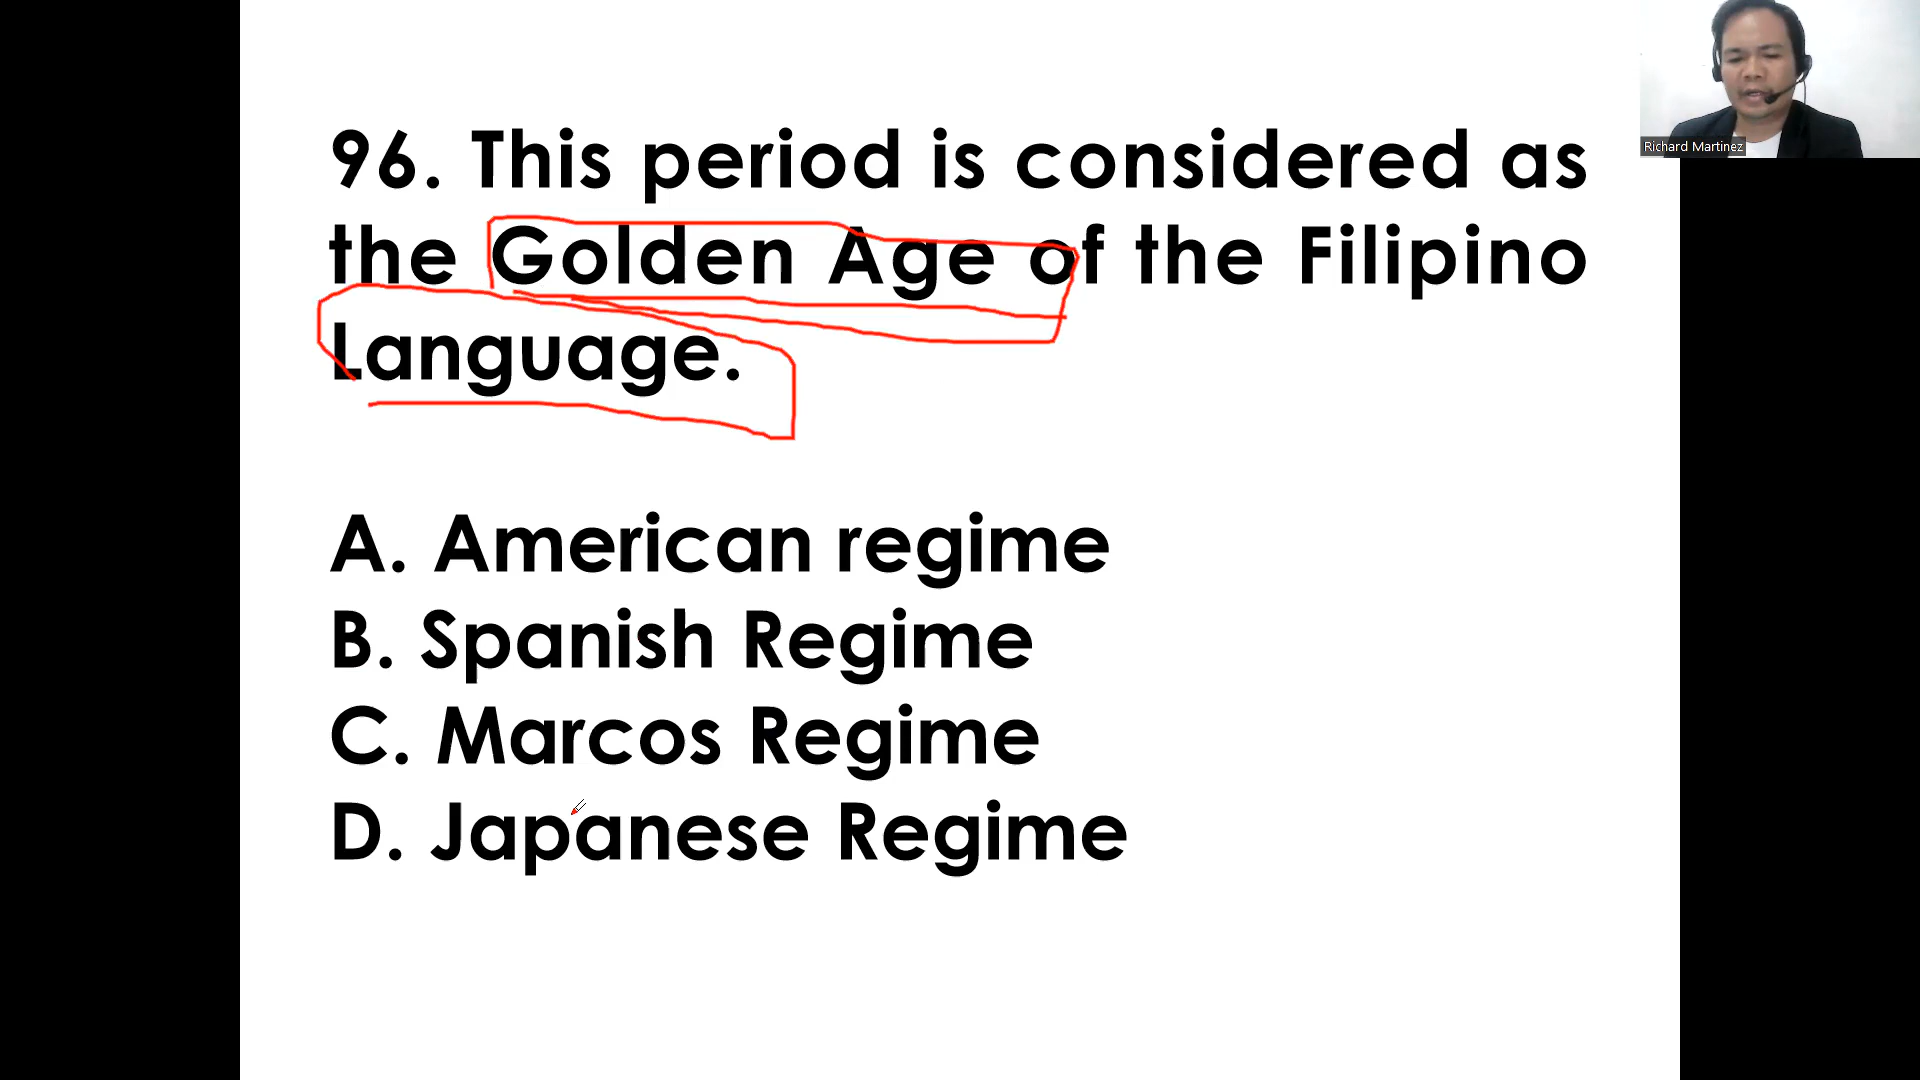 96. This period is considered as
the Golden Age of the Filipino
Language.
A. American regime
B. Spanish Regime
C. Marcos Regime
D. Japanese Regime
Richard Martinez